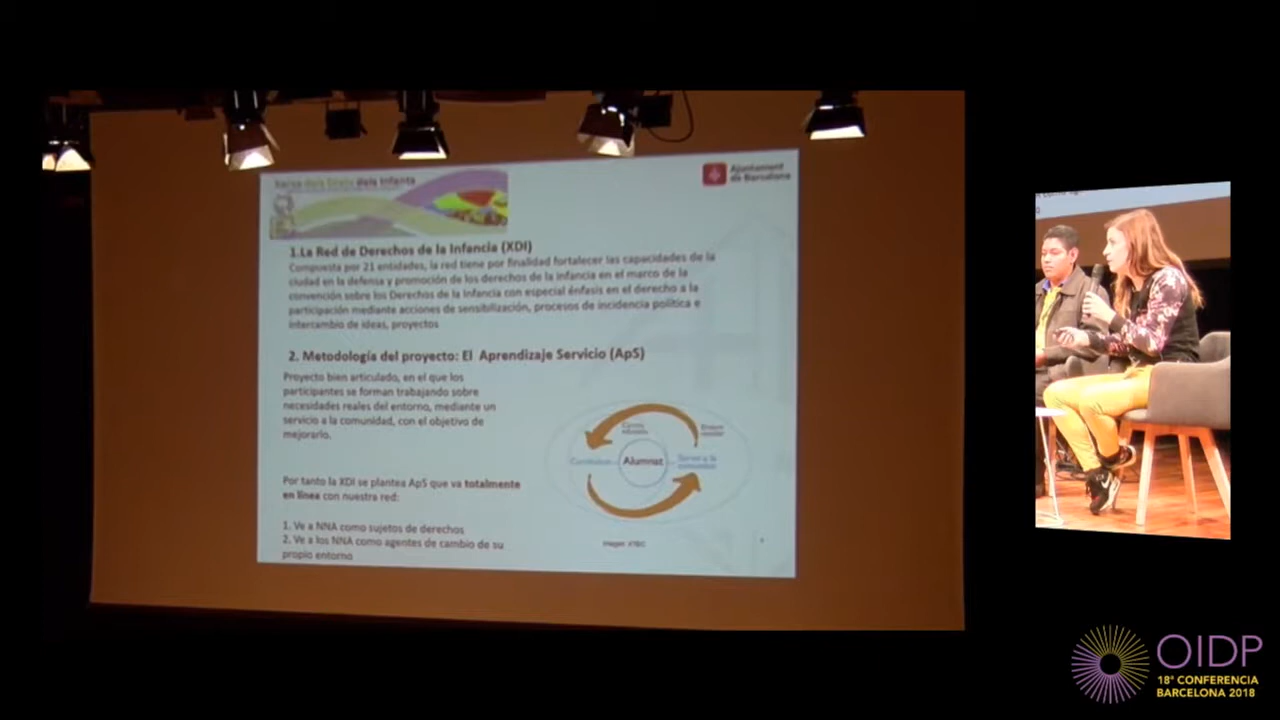 Xarxa dels Drets dels Infants
Ajuntament
de Barcelona
1.La Red de Derechos de la Infancia (XDI)
Compuesta por 21 entidades, la red tiene por finalidad fortalecer las capacidades de la
ciudad en la defensa y promoción de los derechos de la infancia en el marco de la
convención sobre los Derechos de la Infancia con especial énfasis en el derecho a la
participación mediante acciones de sensibilización, procesos de incidencia política e
intercambio de ideas, proyectos
2. Metodología del proyecto: El Aprendizaje Servicio (ApS)
Proyecto bien articulado, en el que los
participantes se forman trabajando sobre
necesidades reales del entorno, mediante un
servicio a la comunidad, con el objetivo de
mejorarlo.
Alumnat
Servei a la
Por tanto la XDI se plantea ApS que va totalmente
en línea con nuestra red:
1. Ve a NNA como sujetos de derechos
2. Ve a los NNA como agentes de cambio de su
propio entorno
OIDP
18ª CONFERENCIA
BARCELONA 2018